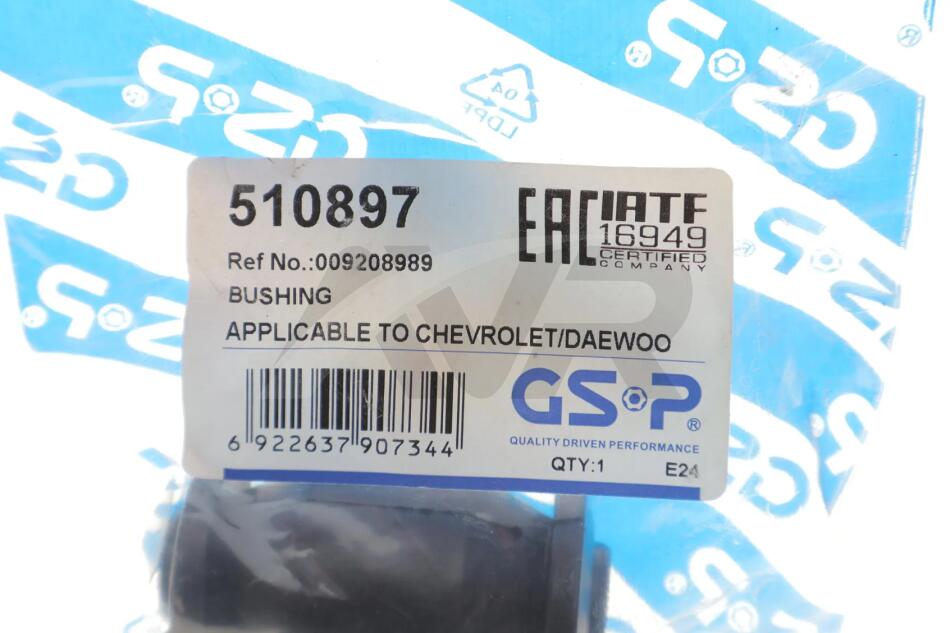 510897
EAC
IATF
16949
CERTIFIED
COMPANY
Ref No.:009208989
BUSHING
APPLICABLE TO CHEVROLET/DAEWOO
6 922637 907344
GSP®
QUALITY DRIVEN PERFORMANCE
QTY:1
E24
04
LDPE